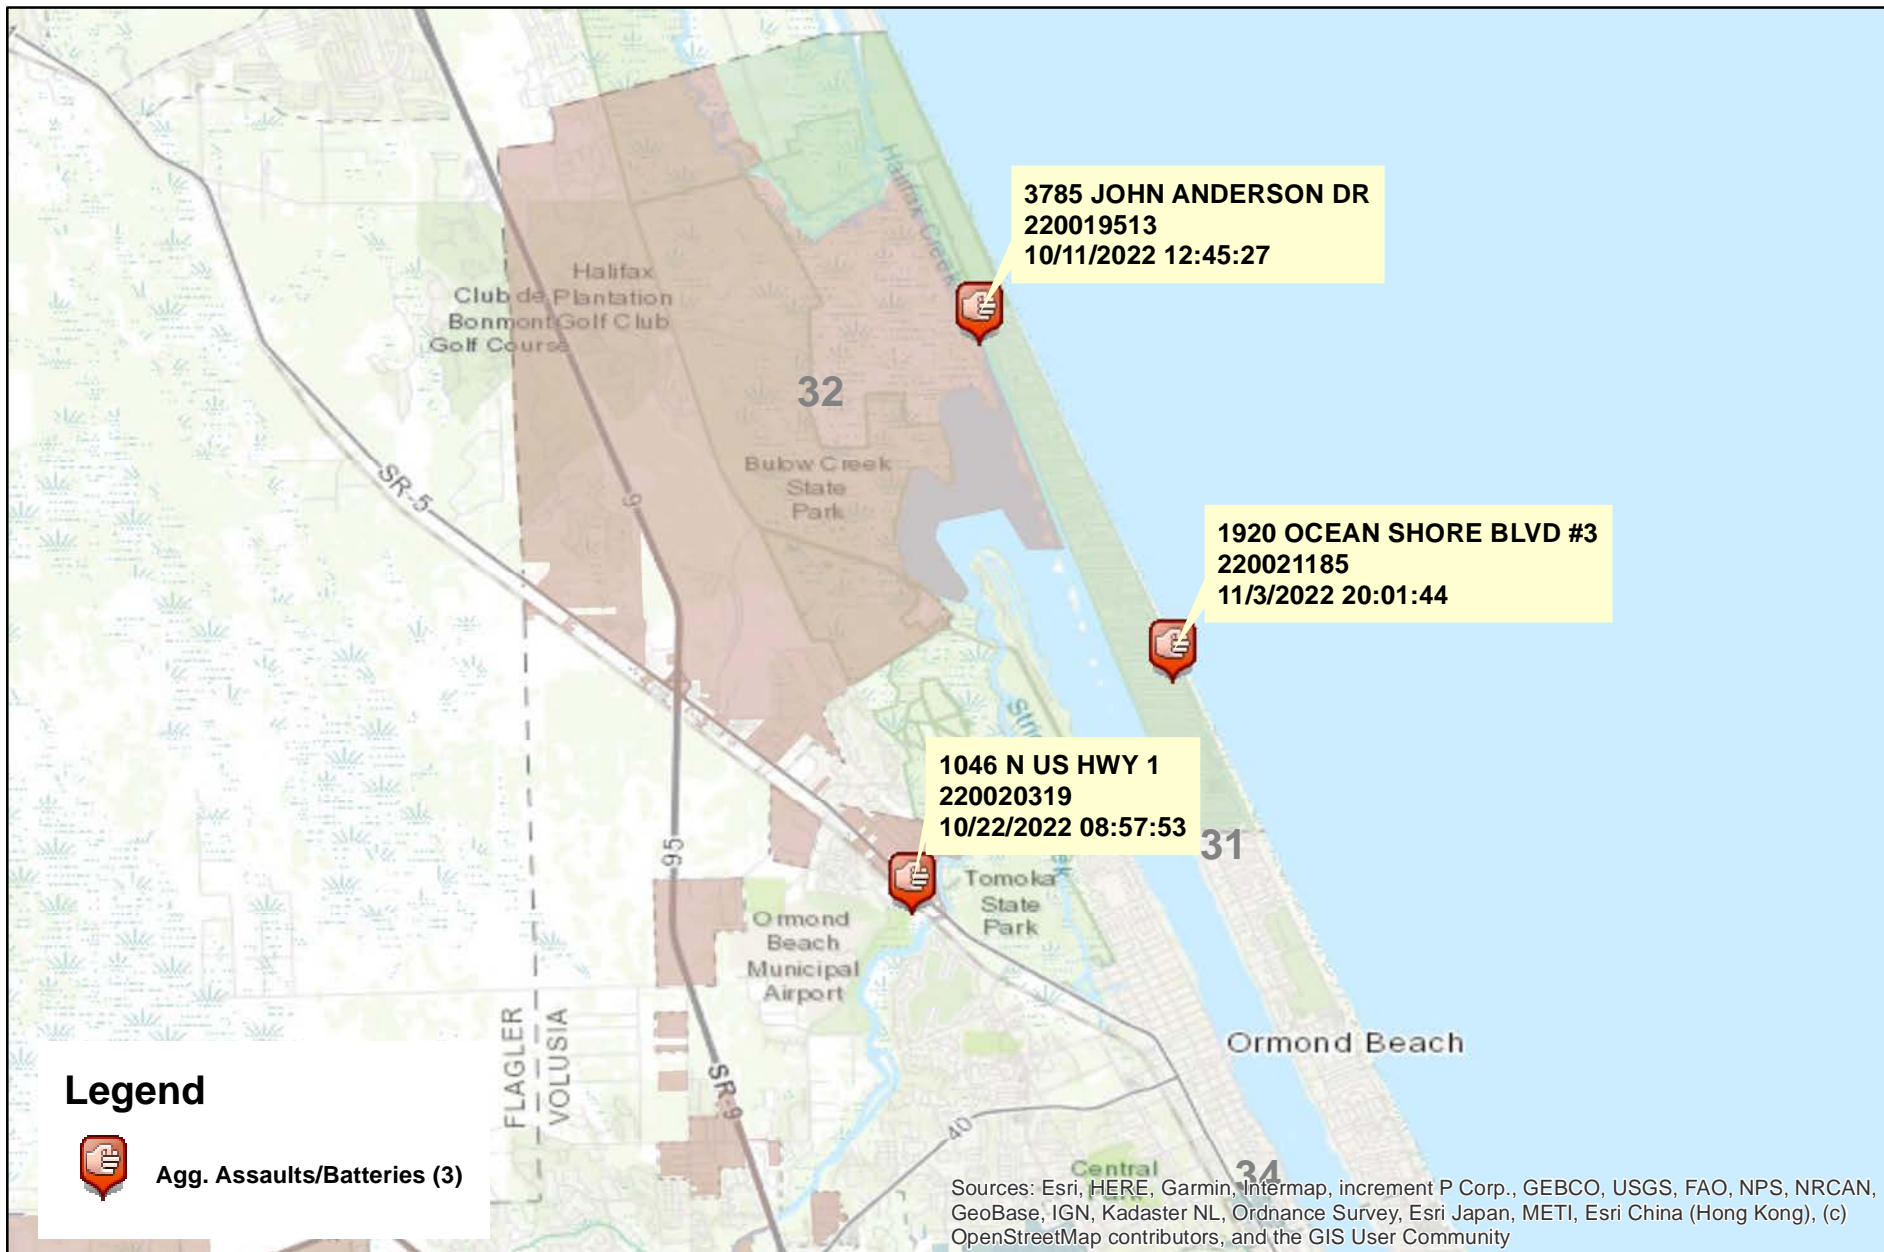 3785 JOHN ANDERSON DR
220019513
10/11/2022 12:45:27
Halifax Creek
Halifax
Club de Plantation
Bonmont Golf Club
Golf Course
32
SR-5
Bulow Creek
State
Park
1920 OCEAN SHORE BLVD #3
220021185
11/3/2022 20:01:44
1046 N US HWY 1
220020319
10/22/2022 08:57:53
31
95
Tomoka
State
Park
Ormond
Beach
Municipal
Airport
FLAGLER
VOLUSIA
SR-9
Ormond Beach
40
Central
34
Legend
Agg. Assaults/Batteries (3)
Sources: Esri, HERE, Garmin, Intermap, increment P Corp., GEBCO, USGS, FAO, NPS, NRCAN,
GeoBase, IGN, Kadaster NL, Ordnance Survey, Esri Japan, METI, Esri China (Hong Kong), (c)
OpenStreetMap contributors, and the GIS User Community